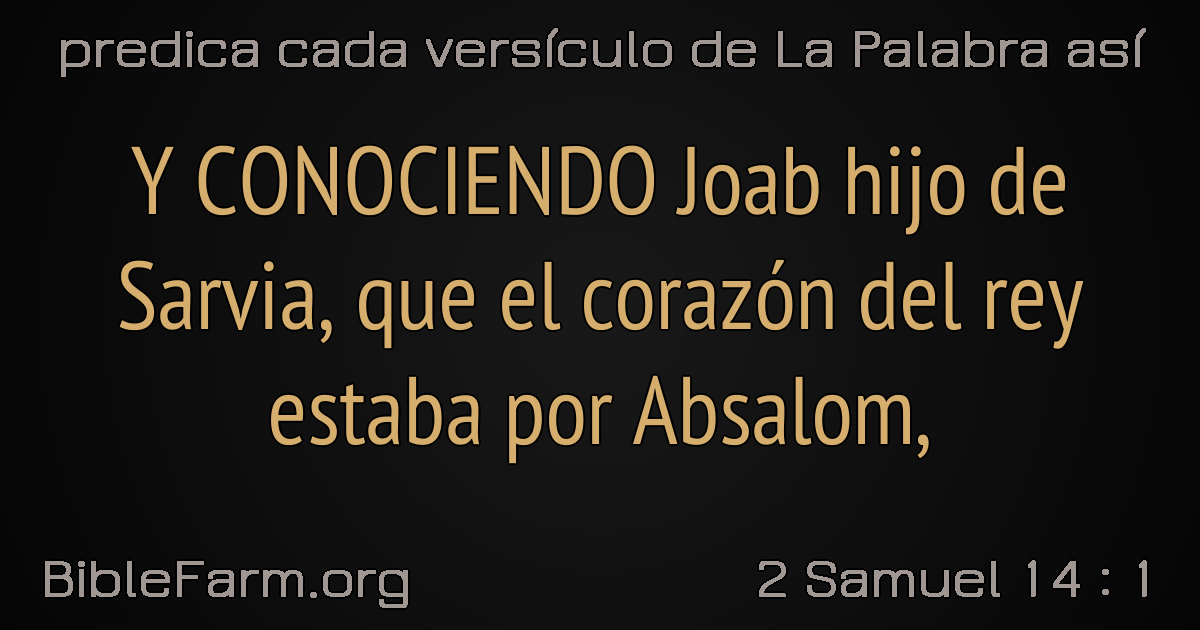 predica cada versículo de La Palabra así
Y CONOCIENDO Joab hijo de
Sarvia, que el corazón del rey
estaba por Absalom,
BibleFarm.org
2 Samuel 14 : 1